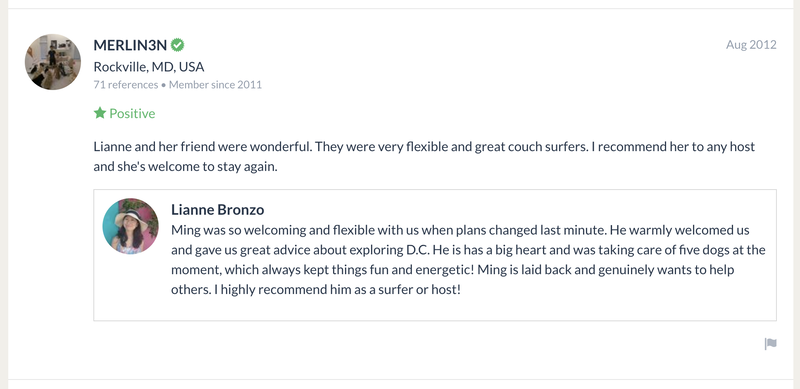 MERLIN3N
Aug 2012
Rockville, MD, USA
71 references • Member since 2011
Positive
Lianne and her friend were wonderful. They were very flexible and great couch surfers. I recommend her to any host
and she's welcome to stay again.
Lianne Bronzo
Ming was so welcoming and flexible with us when plans changed last minute. He warmly welcomed us
and gave us great advice about exploring D.C. He is has a big heart and was taking care of five dogs at the
moment, which always kept things fun and energetic! Ming is laid back and genuinely wants to help
others. I highly recommend him as a surfer or host!